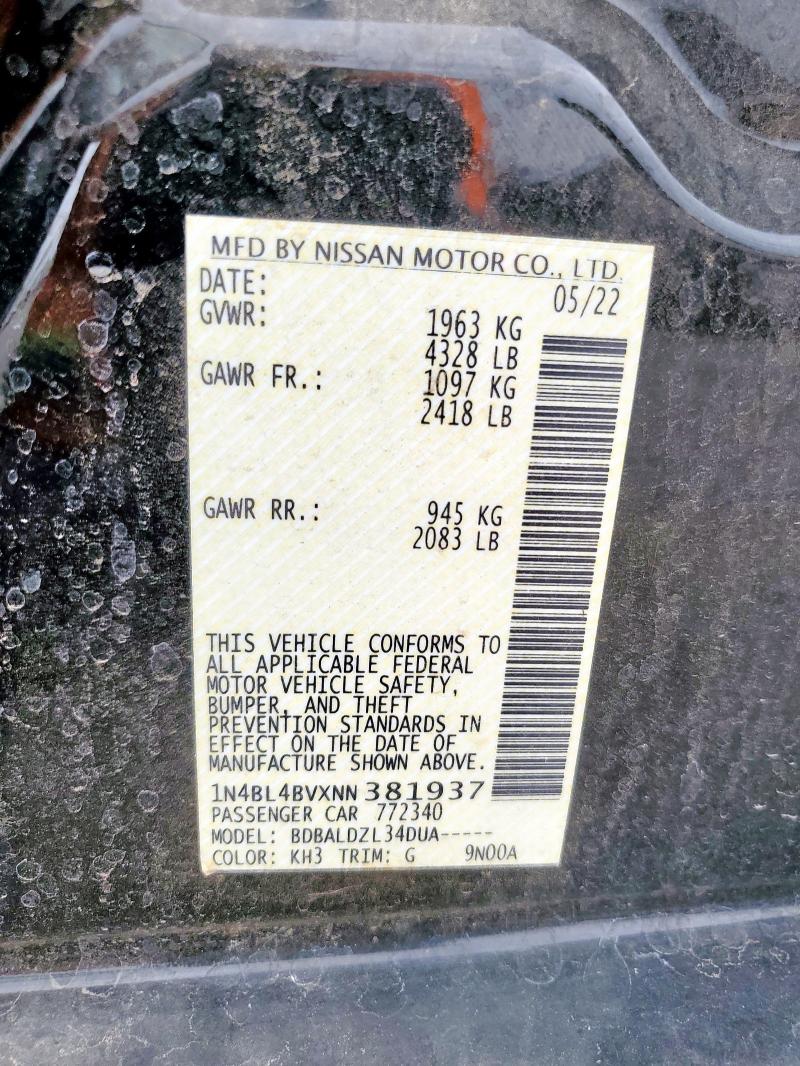 MFD BY NISSAN MOTOR CO., LTD.
DATE: 05/22
GVWR: 1963 KG
4328 LB
GAWR FR.: 1097 KG
2418 LB
GAWR RR.: 945 KG
2083 LB
THIS VEHICLE CONFORMS TO
ALL APPLICABLE FEDERAL
MOTOR VEHICLE SAFETY,
BUMPER, AND THEFT
PREVENTION STANDARDS IN
EFFECT ON THE DATE OF
MANUFACTURE SHOWN ABOVE.
1N4BL4BVXNN381937
PASSENGER CAR 772340
MODEL: BDBALDZL34DUA-----
COLOR: KH3 TRIM: G 9N00A